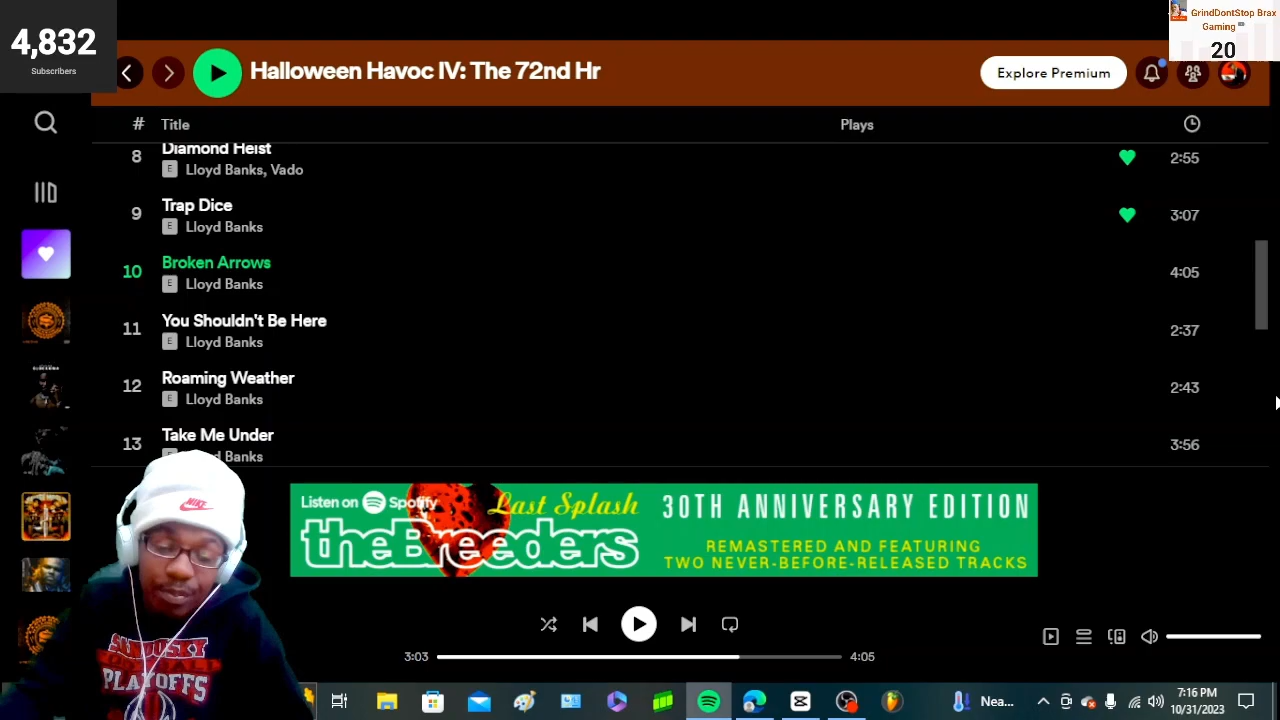 4,832
Subscribers
GrindDontStop Brax
Gaming
20
Halloween Havoc IV: The 72nd Hr
Explore Premium
# Title Plays
8 Diamond Heist 2:55
E Lloyd Banks, Vado
9 Trap Dice 3:07
E Lloyd Banks
10 Broken Arrows 4:05
E Lloyd Banks
11 You Shouldn't Be Here 2:37
E Lloyd Banks
12 Roaming Weather 2:43
E Lloyd Banks
13 Take Me Under 3:56
Banks
Listen on Spotify Last Splash
theBreeders
30TH ANNIVERSARY EDITION
REMASTERED AND FEATURING
TWO NEVER-BEFORE-RELEASED TRACKS
NIKE
SANDUSKY
PLAYOFFS
3:03 4:05
Nea...
7:16 PM
10/31/2023